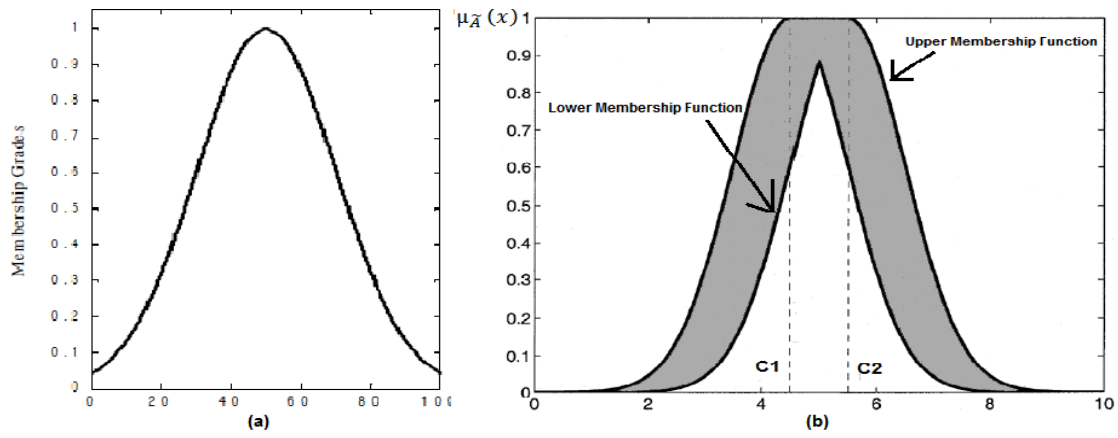 Membership Grades
1
0.9
0.8
0.7
0.6
0.5
0.4
0.3
0.2
0.1
0
0 20 40 60 80 100
(a)
μ_Ã(x)
1
0.9
0.8
0.7
0.6
0.5
0.4
0.3
0.2
0.1
0
Upper Membership Function
Lower Membership Function
C1 C2
0 2 4 6 8 10
(b)